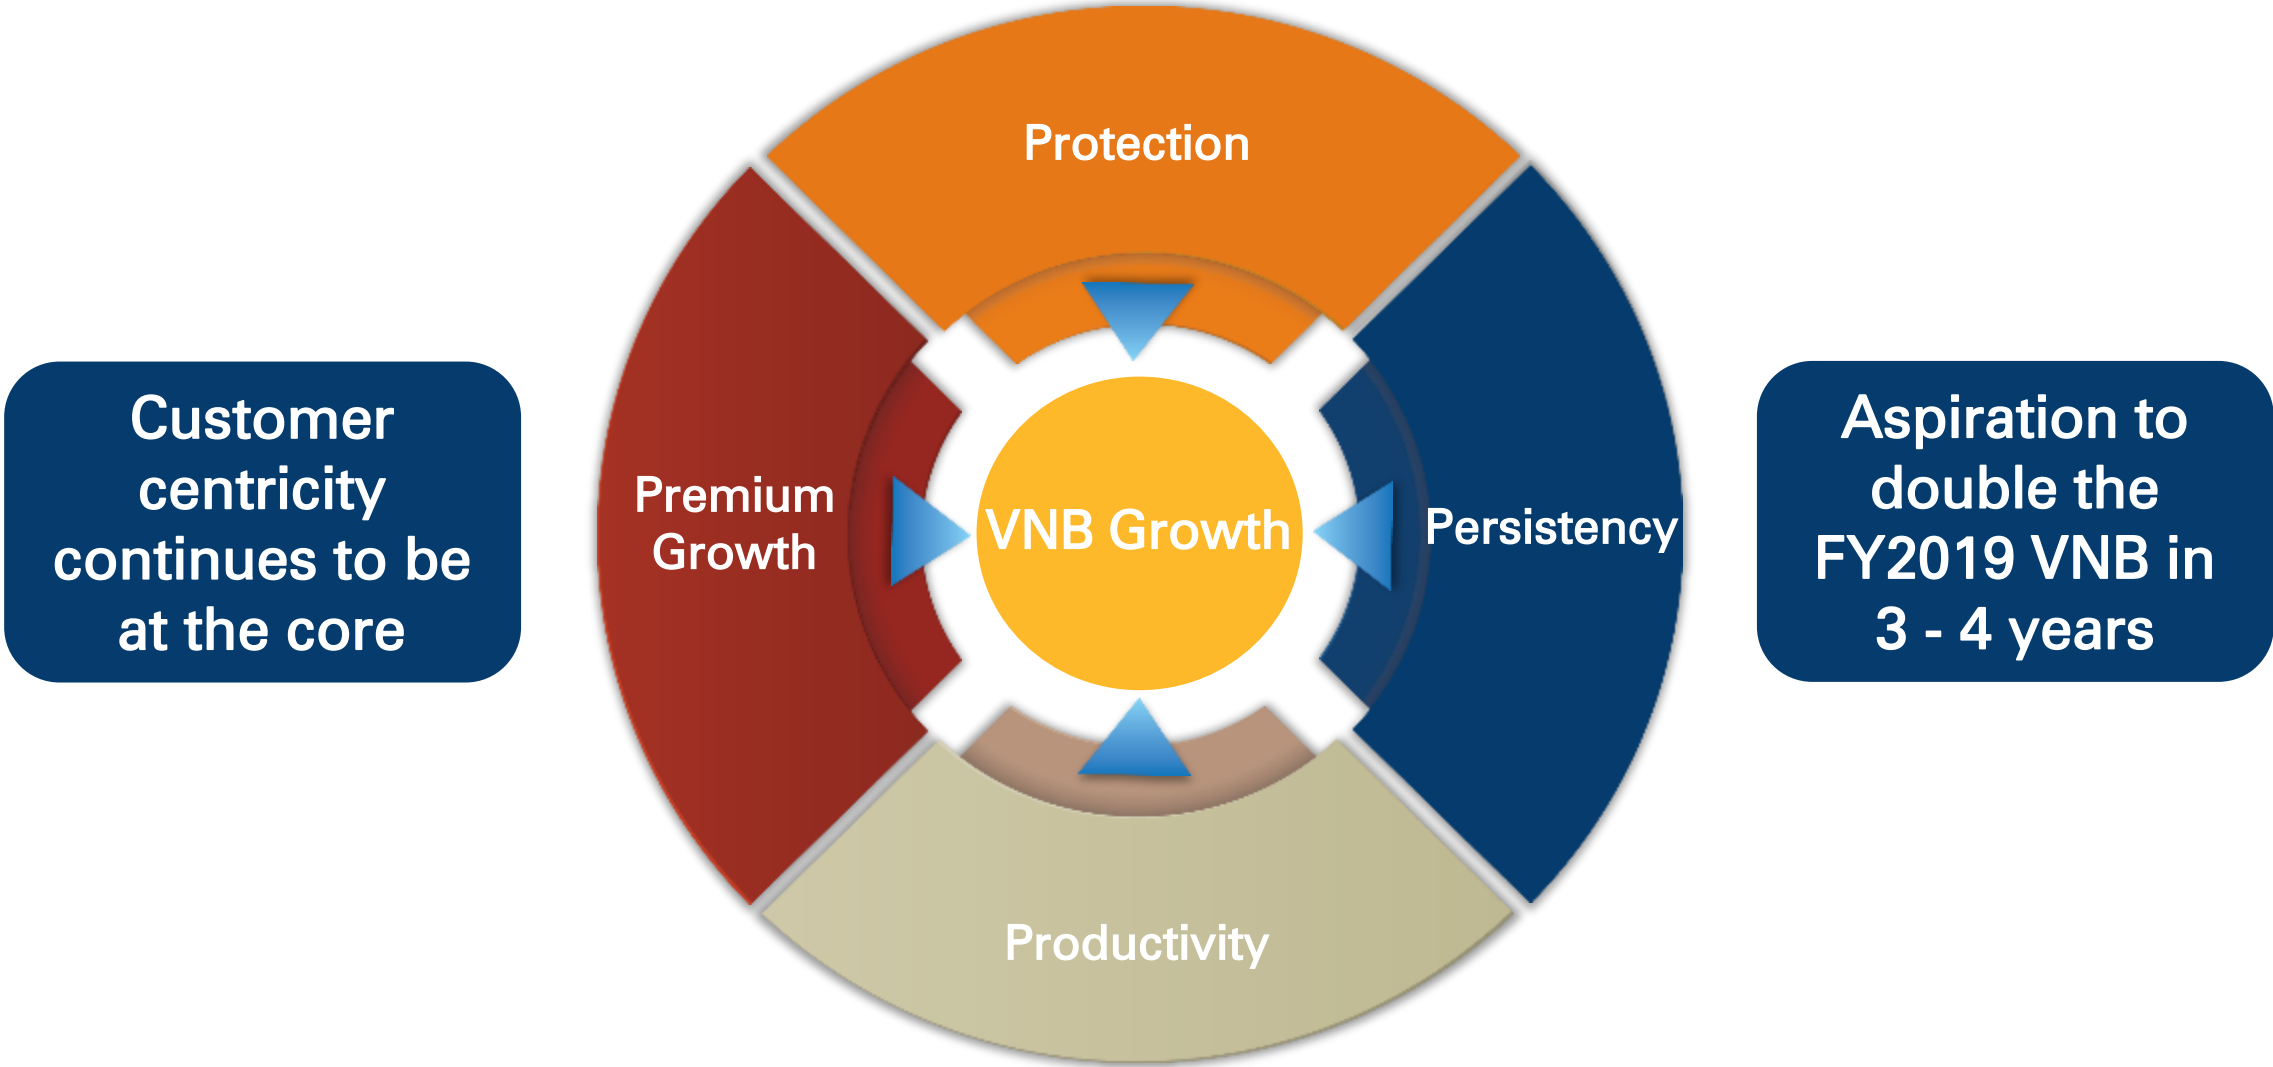 Protection
Customer
centricity
continues to be
at the core
Premium
Growth
VNB Growth
Persistency
Aspiration to
double the
FY2019 VNB in
3 - 4 years
Productivity